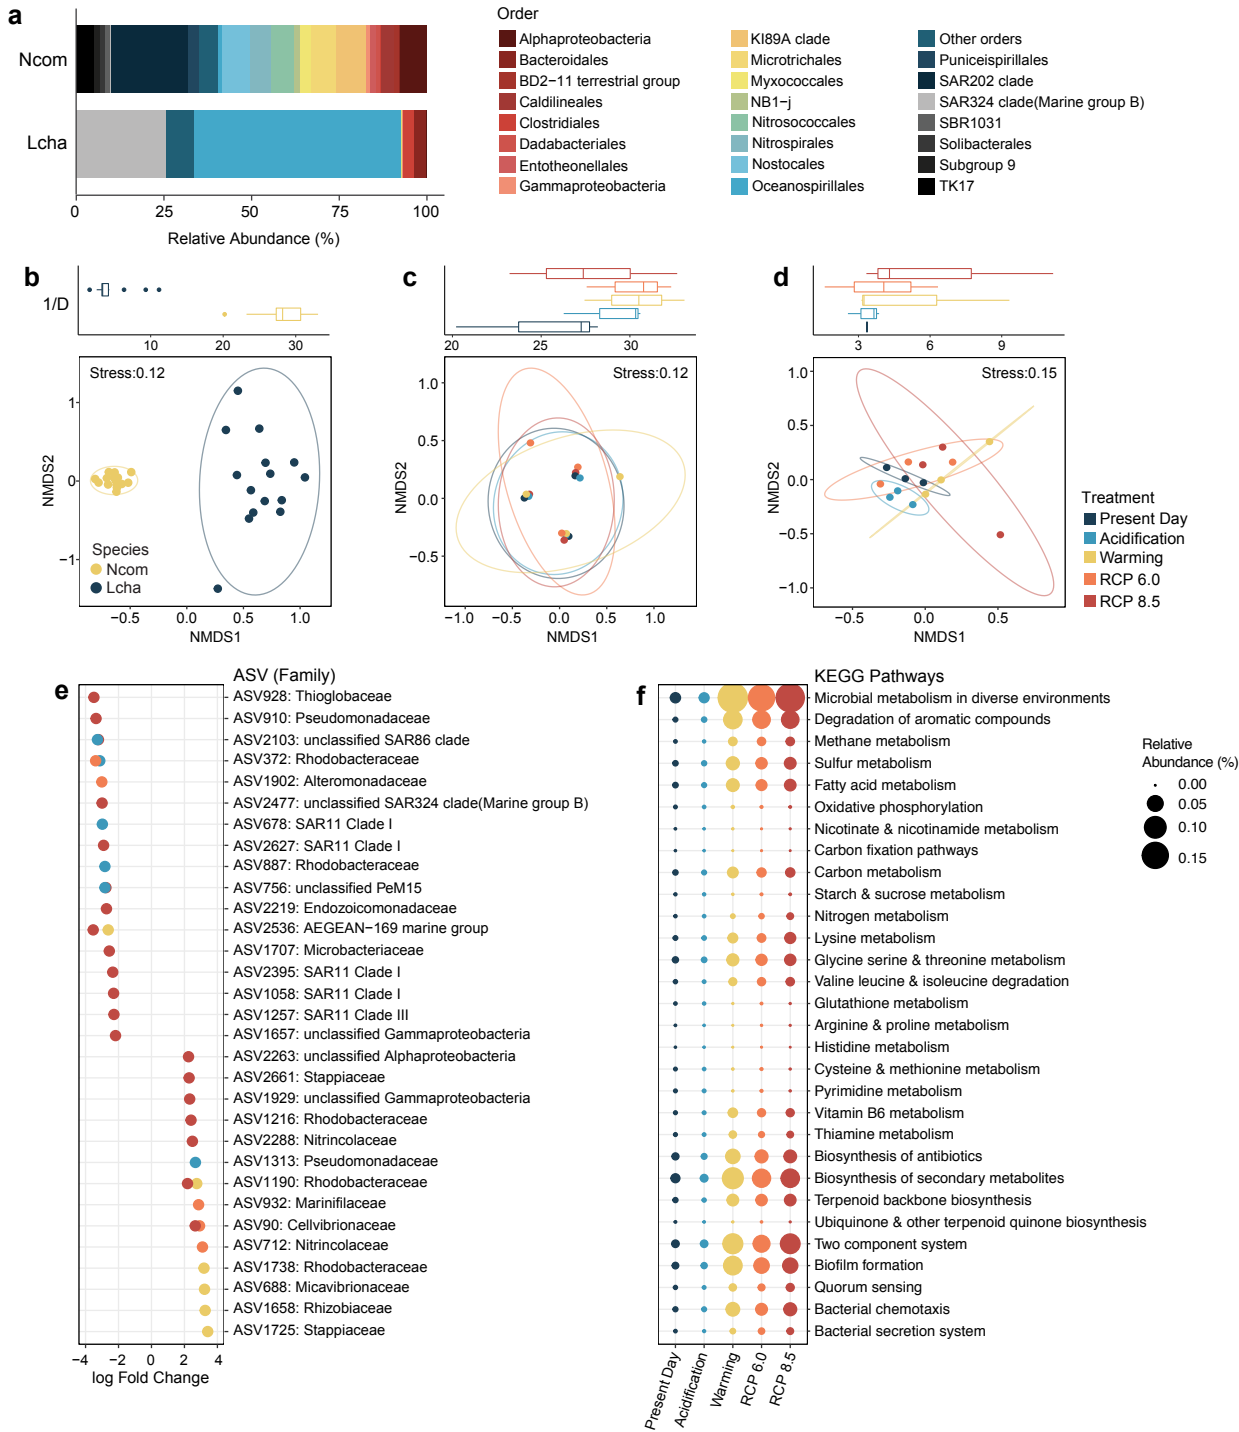 a
Ncom
Lcha
0 25 50 75 100
Relative Abundance (%)
Order
Alphaproteobacteria
Bacteroidales
BD2−11 terrestrial group
Caldilineales
Clostridiales
Dadabacteriales
Entotheonellales
Gammaproteobacteria
KI89A clade
Microtrichales
Myxococcales
NB1−j
Nitrosococcales
Nitrospirales
Nostocales
Oceanospirillales
Other orders
Puniceispirillales
SAR202 clade
SAR324 clade(Marine group B)
SBR1031
Solibacterales
Subgroup 9
TK17
b
1/D
10 20 30
Stress:0.12
NMDS2
1
0
−1
Species
Ncom
Lcha
−0.5 0.0 0.5 1.0
NMDS1
c
20 25 30
Stress:0.12
NMDS2
1.0
0.5
0.0
−0.5
−1.0 −0.5 0.0 0.5 1.0
NMDS1
d
3 6 9
Stress:0.15
NMDS2
1.0
0.5
0.0
−0.5
−1.0
−0.5 0.0 0.5
NMDS1
Treatment
Present Day
Acidification
Warming
RCP 6.0
RCP 8.5
e
ASV (Family)
ASV928: Thioglobaceae
ASV910: Pseudomonadaceae
ASV2103: unclassified SAR86 clade
ASV372: Rhodobacteraceae
ASV1902: Alteromonadaceae
ASV2477: unclassified SAR324 clade(Marine group B)
ASV678: SAR11 Clade I
ASV2627: SAR11 Clade I
ASV887: Rhodobacteraceae
ASV756: unclassified PeM15
ASV2219: Endozoicomonadaceae
ASV2536: AEGEAN−169 marine group
ASV1707: Microbacteriaceae
ASV2395: SAR11 Clade I
ASV1058: SAR11 Clade I
ASV1257: SAR11 Clade III
ASV1657: unclassified Gammaproteobacteria
ASV2263: unclassified Alphaproteobacteria
ASV2661: Stappiaceae
ASV1929: unclassified Gammaproteobacteria
ASV1216: Rhodobacteraceae
ASV2288: Nitrincolaceae
ASV1313: Pseudomonadaceae
ASV1190: Rhodobacteraceae
ASV932: Marinifilaceae
ASV90: Cellvibrionaceae
ASV712: Nitrincolaceae
ASV1738: Rhodobacteraceae
ASV688: Micavibrionaceae
ASV1658: Rhizobiaceae
ASV1725: Stappiaceae
−4 −2 0 2 4
log Fold Change
f
KEGG Pathways
Microbial metabolism in diverse environments
Degradation of aromatic compounds
Methane metabolism
Sulfur metabolism
Fatty acid metabolism
Oxidative phosphorylation
Nicotinate & nicotinamide metabolism
Carbon fixation pathways
Carbon metabolism
Starch & sucrose metabolism
Nitrogen metabolism
Lysine metabolism
Glycine serine & threonine metabolism
Valine leucine & isoleucine degradation
Glutathione metabolism
Arginine & proline metabolism
Histidine metabolism
Cysteine & methionine metabolism
Pyrimidine metabolism
Vitamin B6 metabolism
Thiamine metabolism
Biosynthesis of antibiotics
Biosynthesis of secondary metabolites
Terpenoid backbone biosynthesis
Ubiquinone & other terpenoid quinone biosynthesis
Two component system
Biofilm formation
Quorum sensing
Bacterial chemotaxis
Bacterial secretion system
Present Day
Acidification
Warming
RCP 6.0
RCP 8.5
Relative
Abundance (%)
0.00
0.05
0.10
0.15